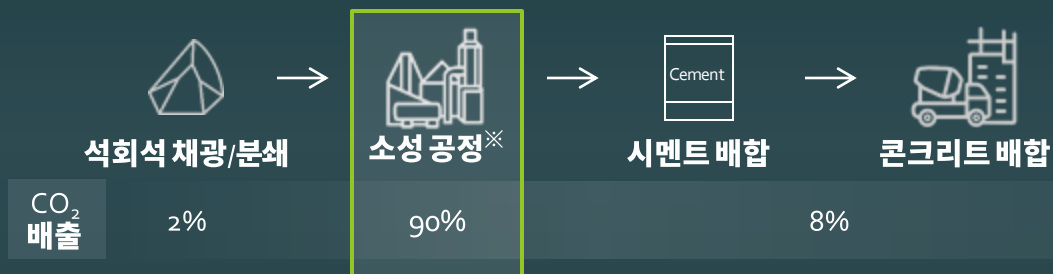 Cement
석회석 채광/분쇄
소성 공정※
시멘트 배합
콘크리트 배합
CO₂
배출
2%
90%
8%